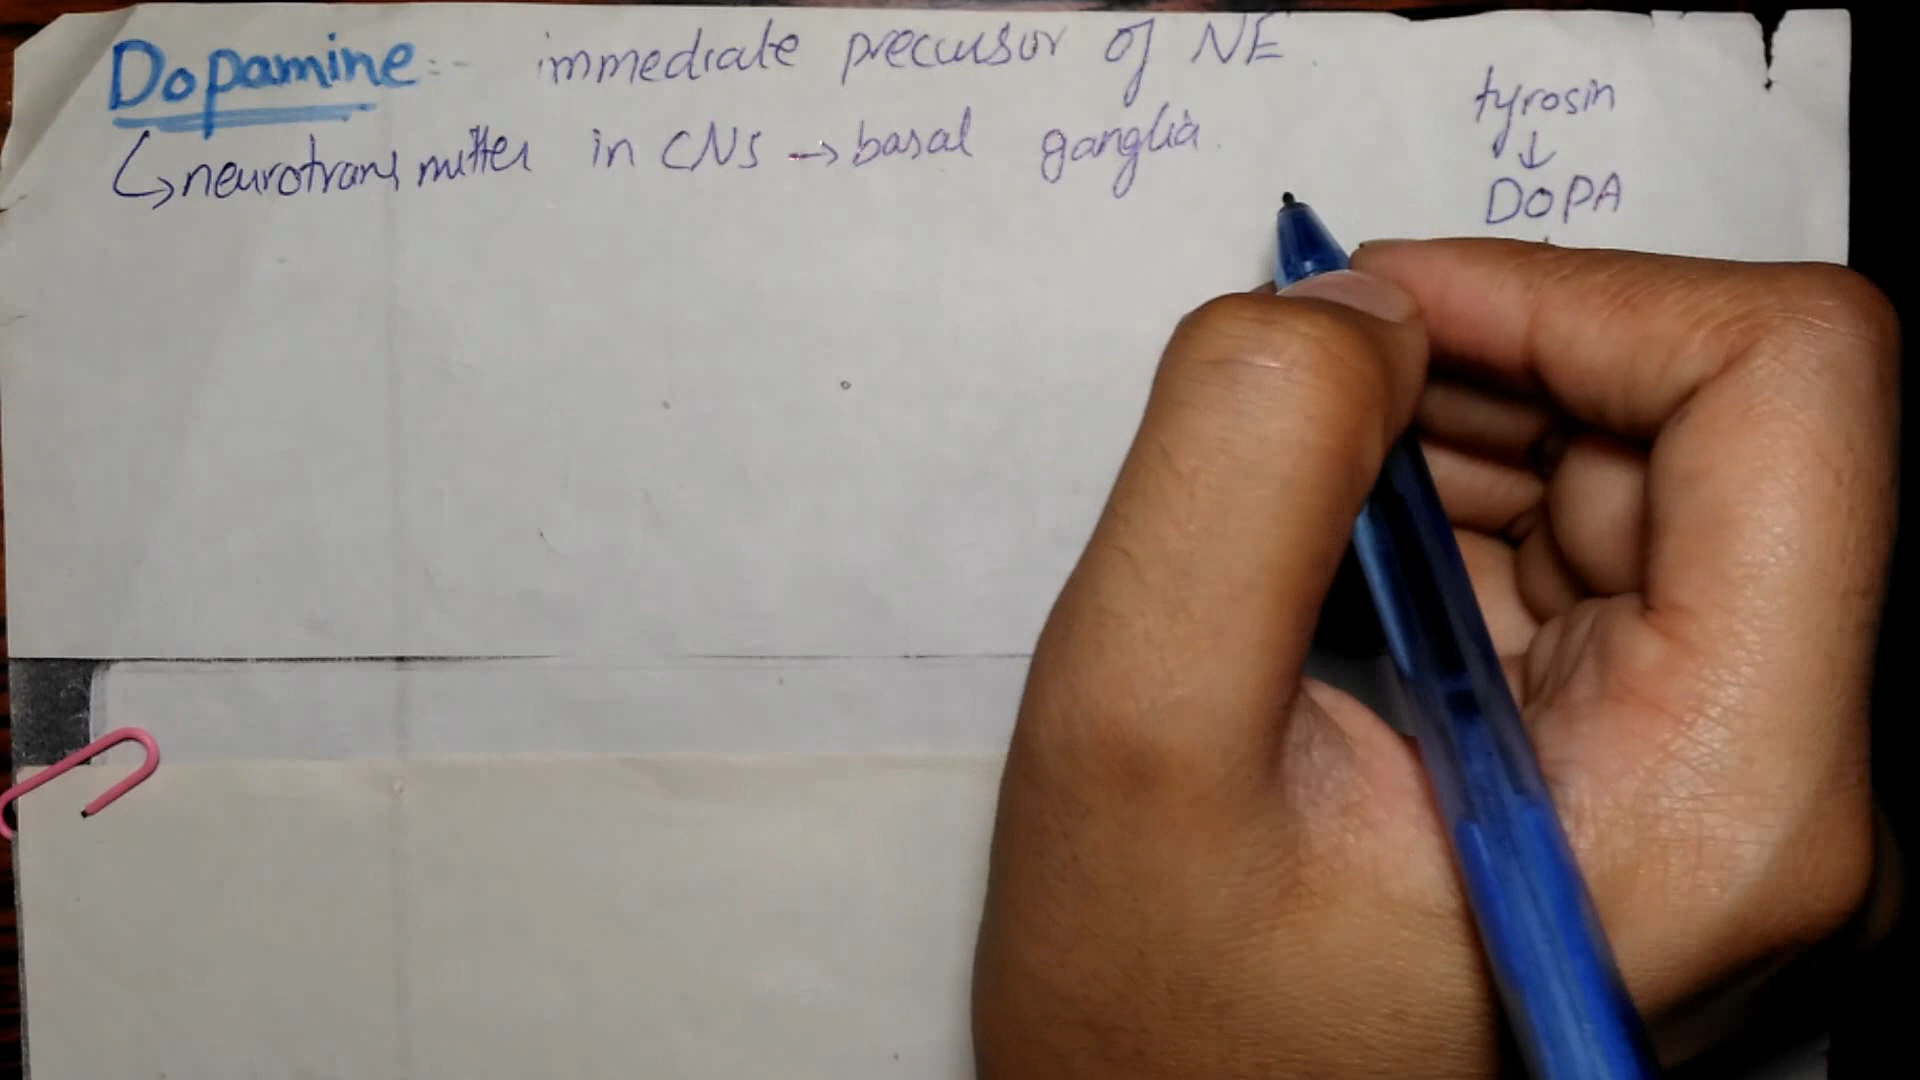 Dopamine :- immediate precursor of NE.
↳ neurotransmitter in CNS → basal ganglia.
tyrosin
↓
DOPA